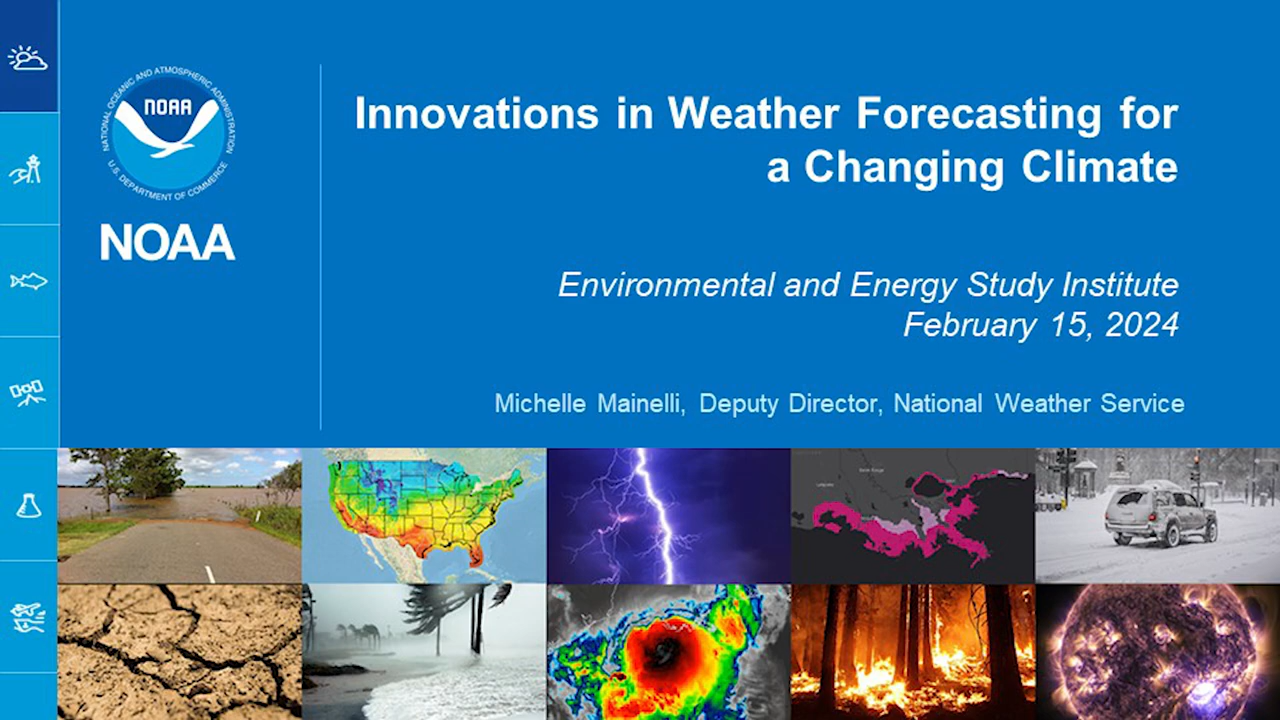 NATIONAL OCEANIC AND ATMOSPHERIC ADMINISTRATION
NOAA
U.S. DEPARTMENT OF COMMERCE
NOAA
Innovations in Weather Forecasting for
a Changing Climate
Environmental and Energy Study Institute
February 15, 2024
Michelle Mainelli, Deputy Director, National Weather Service